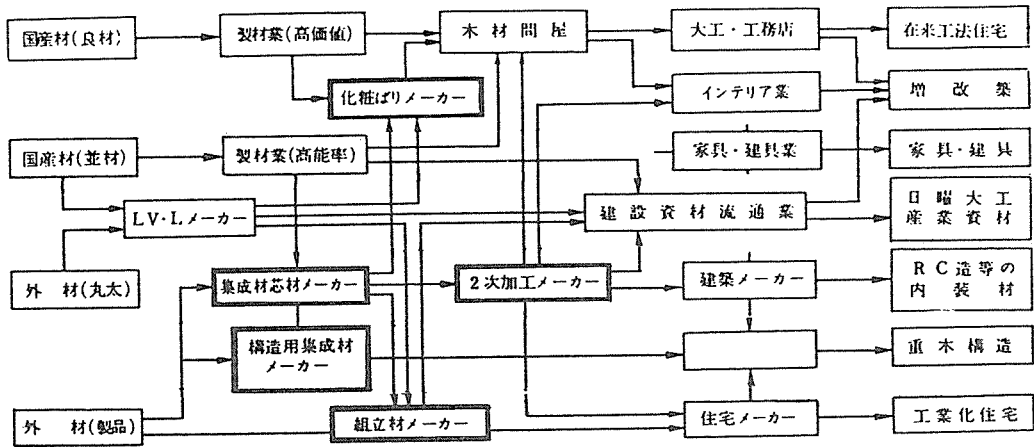 国産材(良材)
製材業(高価値)
木材問屋
大工・工務店
在来工法住宅
化粧ばりメーカー
インテリア業
増改築
国産材(並材)
製材業(高能率)
家具・建具業
家具・建具
LV・Lメーカー
建設資材流通業
日曜大工
産業資材
外材(丸太)
集成材芯材メーカー
2次加工メーカー
建築メーカー
RC造等の
内装材
構造用集成材
メーカー
重木構造
外材(製品)
組立材メーカー
住宅メーカー
工業化住宅